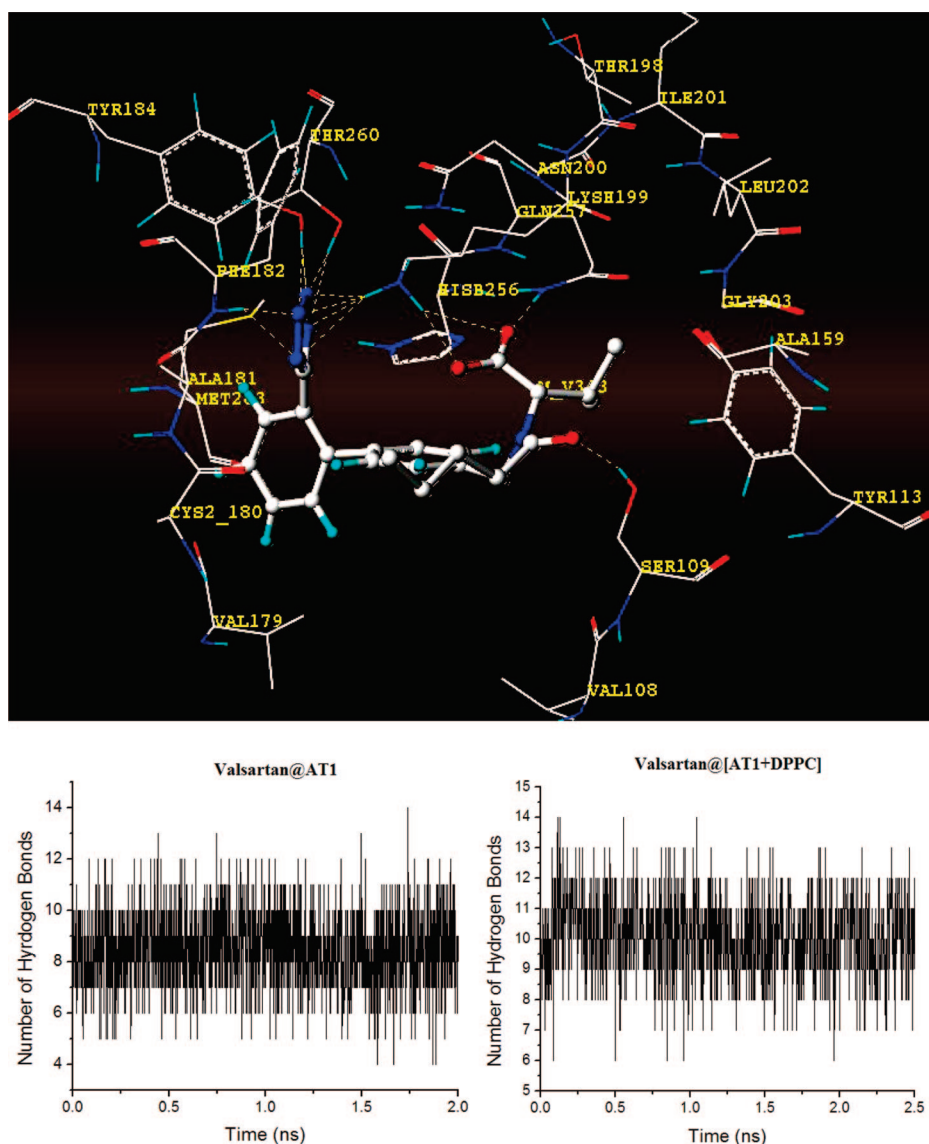 THR198
TYR184
ILE201
THR260
ASN200
LEU202
LYSH199
GLN257
PHE182
HISB256
GLY203
ALA159
ALA181
MET263
TYR113
CYS2_180
SER109
VAL179
VAL108
Valsartan@AT1
Valsartan@[AT1+DPPC]
Number of Hyrdogen Bonds
14
12
10
8
6
4
0.0 0.5 1.0 1.5 2.0
Time (ns)
Number of Hydrogen Bonds
15
14
13
12
11
10
9
8
7
6
5
0.0 0.5 1.0 1.5 2.0 2.5
Time (ns)